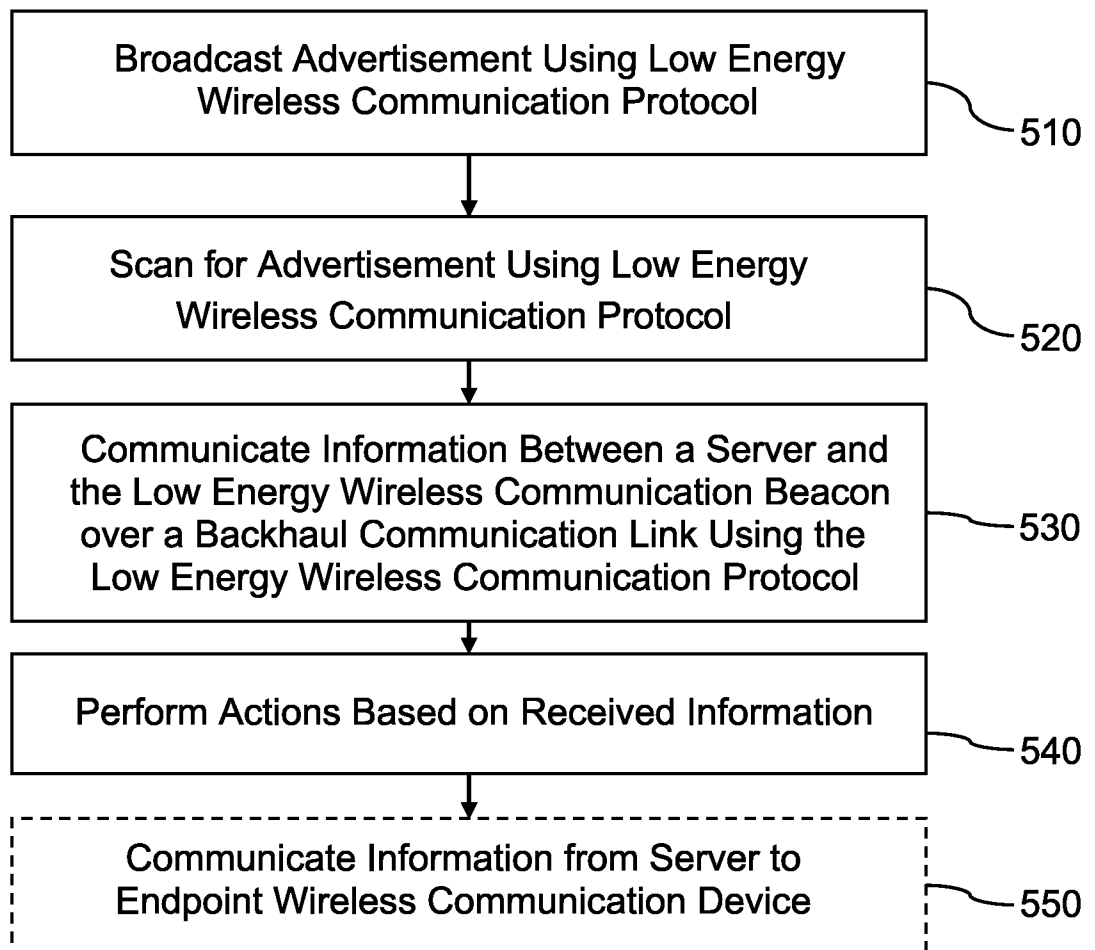 Broadcast Advertisement Using Low Energy
Wireless Communication Protocol
510
Scan for Advertisement Using Low Energy
Wireless Communication Protocol
520
Communicate Information Between a Server and
the Low Energy Wireless Communication Beacon
over a Backhaul Communication Link Using the
Low Energy Wireless Communication Protocol
530
Perform Actions Based on Received Information
540
Communicate Information from Server to
Endpoint Wireless Communication Device
550